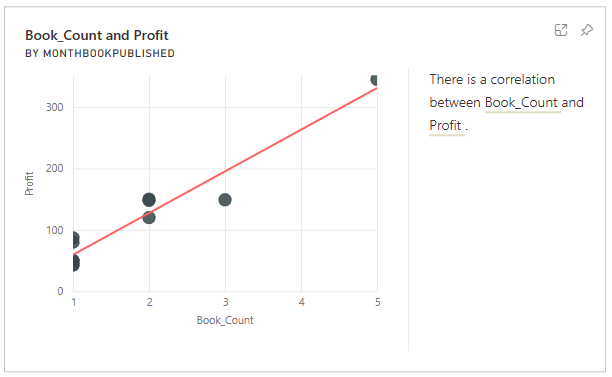 Book_Count and Profit
BY MONTHBOOKPUBLISHED
There is a correlation
between Book_Count and
Profit .
300
200
100
0
Profit
1 2 3 4 5
Book_Count